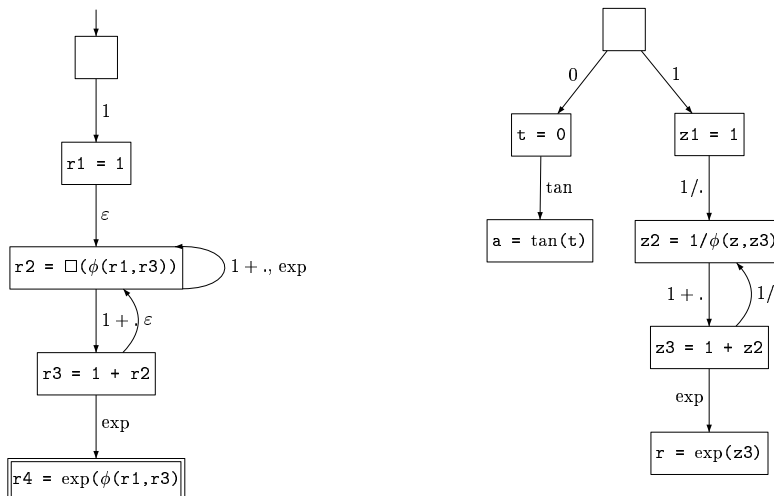 1
r1 = 1
ε
r2 = □(ϕ(r1,r3))
1 + ., exp
1 + .
ε
r3 = 1 + r2
exp
r4 = exp(ϕ(r1,r3)
0
1
t = 0
z1 = 1
tan
1/.
a = tan(t)
z2 = 1/ϕ(z,z3)
1 + .
1/
z3 = 1 + z2
exp
r = exp(z3)